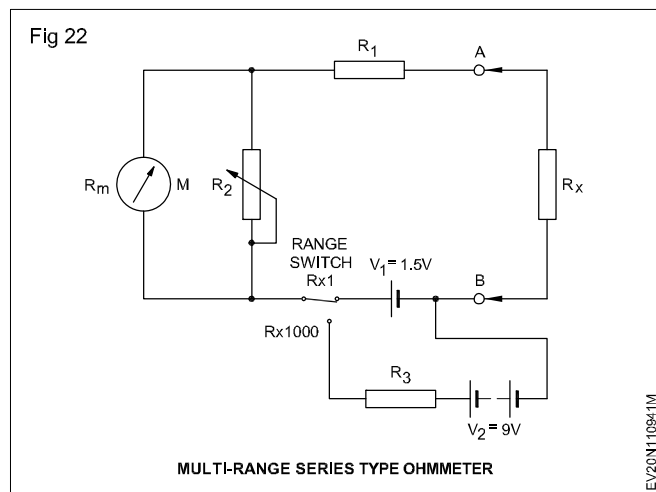 Fig 22
R1
A
Rm
M
R2
Rx
RANGE
SWITCH
Rx1
V1 = 1.5V
B
Rx1000
R3
V2 = 9V
MULTI-RANGE SERIES TYPE OHMMETER
EV20N110941M